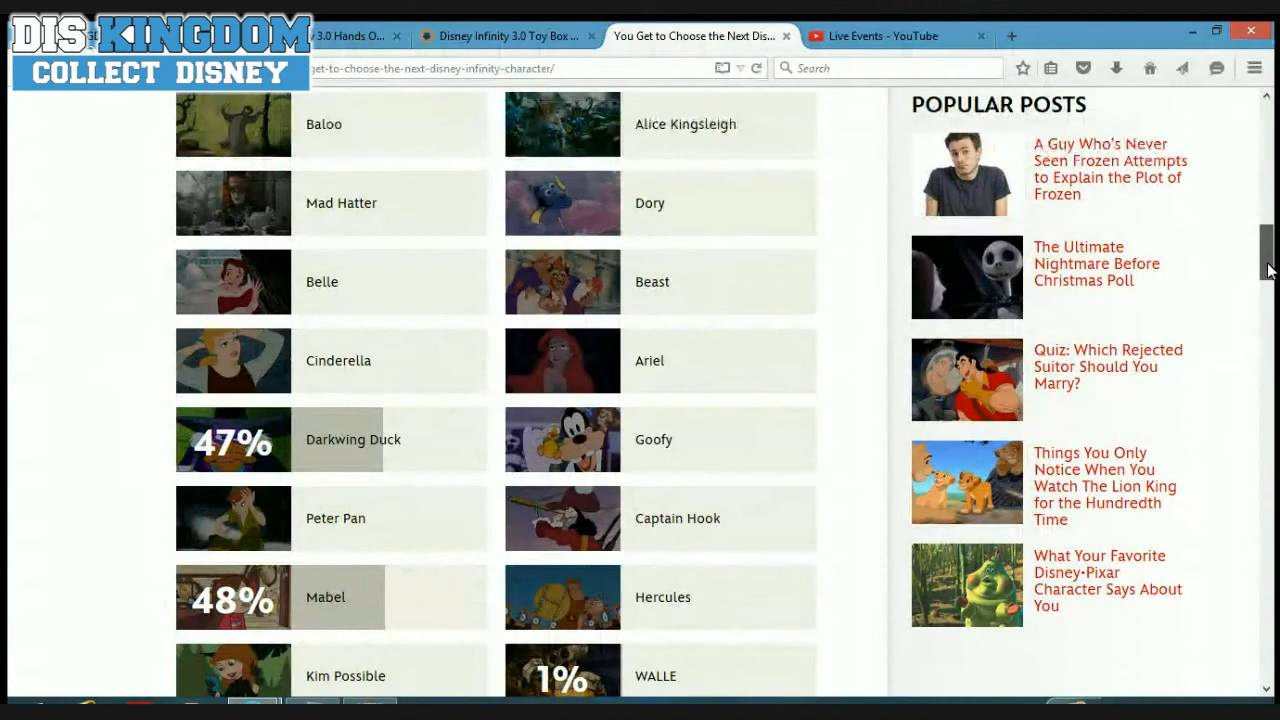 DISKINGDOM
COLLECT DISNEY
y 3.0 Hands O...
Disney Infinity 3.0 Toy Box ...
You Get to Choose the Next Dis...
Live Events - YouTube
get-to-choose-the-next-disney-infinity-character/
Search
Baloo
Alice Kingsleigh
Mad Hatter
Dory
Belle
Beast
Cinderella
Ariel
47%
Darkwing Duck
Goofy
Peter Pan
Captain Hook
48%
Mabel
Hercules
Kim Possible
1%
WALLE
POPULAR POSTS
A Guy Who's Never
Seen Frozen Attempts
to Explain the Plot of
Frozen
The Ultimate
Nightmare Before
Christmas Poll
Quiz: Which Rejected
Suitor Should You
Marry?
Things You Only
Notice When You
Watch The Lion King
for the Hundredth
Time
What Your Favorite
Disney•Pixar
Character Says About
You